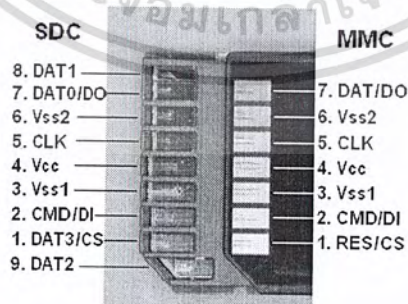 SDC
8. DAT1
7. DAT0/DO
6. Vss2
5. CLK
4. Vcc
3. Vss1
2. CMD/DI
1. DAT3/CS
9. DAT2
MMC
7. DAT/DO
6. Vss2
5. CLK
4. Vcc
3. Vss1
2. CMD/DI
1. RES/CS